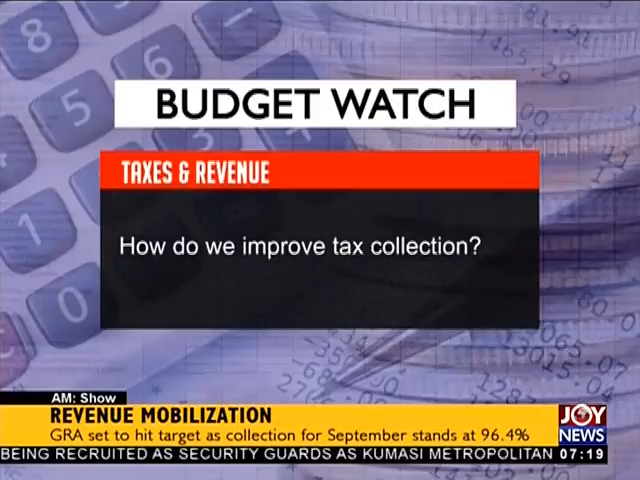 BUDGET WATCH
TAXES & REVENUE
How do we improve tax collection?
AM: Show
REVENUE MOBILIZATION
GRA set to hit target as collection for September stands at 96.4%
JOY
NEWS
BEING RECRUITED AS SECURITY GUARDS AS KUMASI METROPOLITAN
07:19